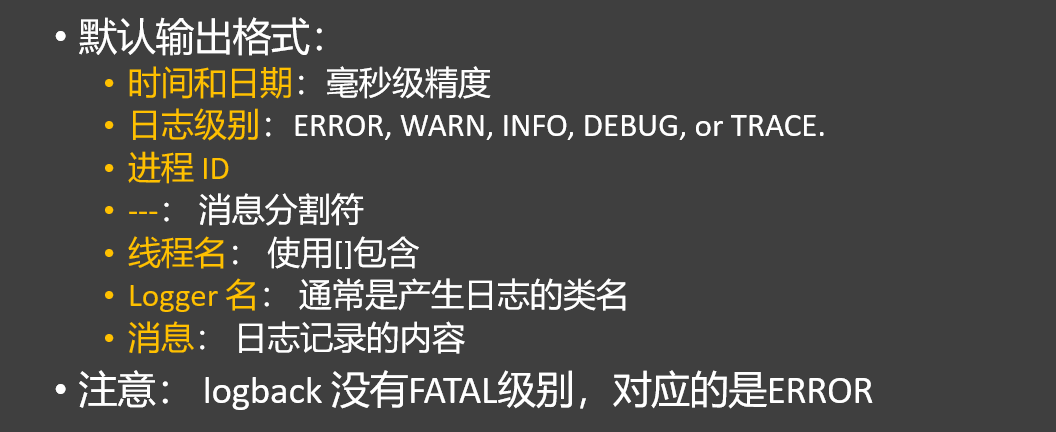 • 默认输出格式：
• 时间和日期：毫秒级精度
• 日志级别：ERROR, WARN, INFO, DEBUG, or TRACE.
• 进程 ID
• ---： 消息分割符
• 线程名： 使用[]包含
• Logger 名： 通常是产生日志的类名
• 消息： 日志记录的内容
• 注意： logback 没有FATAL级别，对应的是ERROR